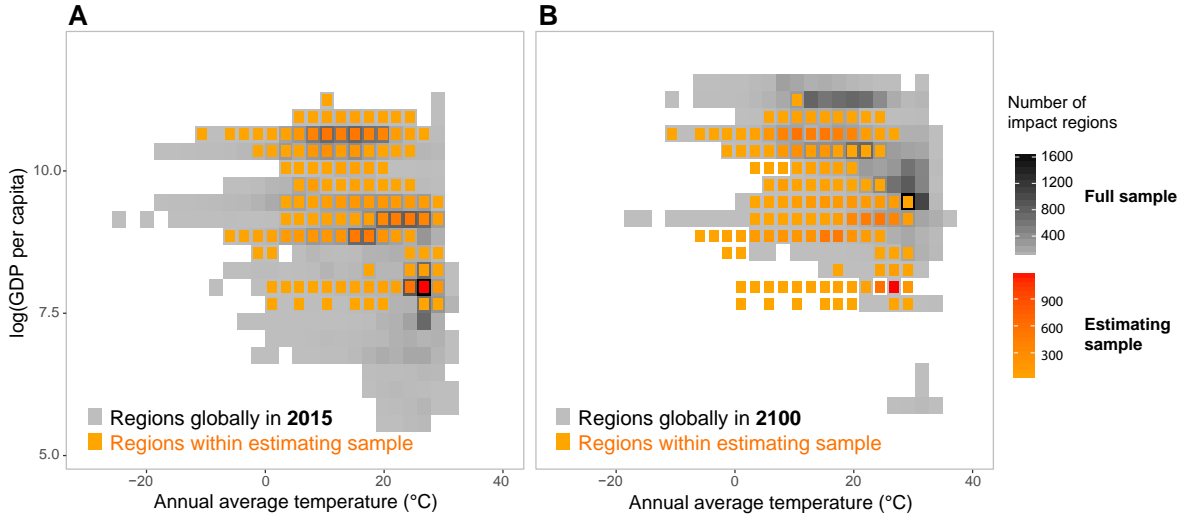 A
B
log(GDP per capita)
10.0
7.5
5.0
Regions globally in 2015
Regions within estimating sample
−20
0
20
40
Annual average temperature (°C)
Regions globally in 2100
Regions within estimating sample
−20
0
20
40
Annual average temperature (°C)
Number of
impact regions
1600
1200
800
400
Full sample
900
600
300
Estimating
sample